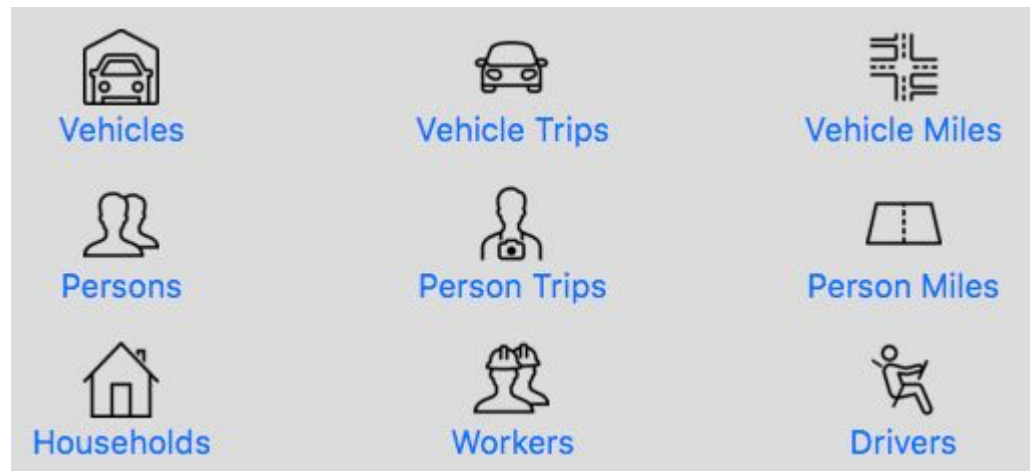 Vehicles
Vehicle Trips
Vehicle Miles
Persons
Person Trips
Person Miles
Households
Workers
Drivers